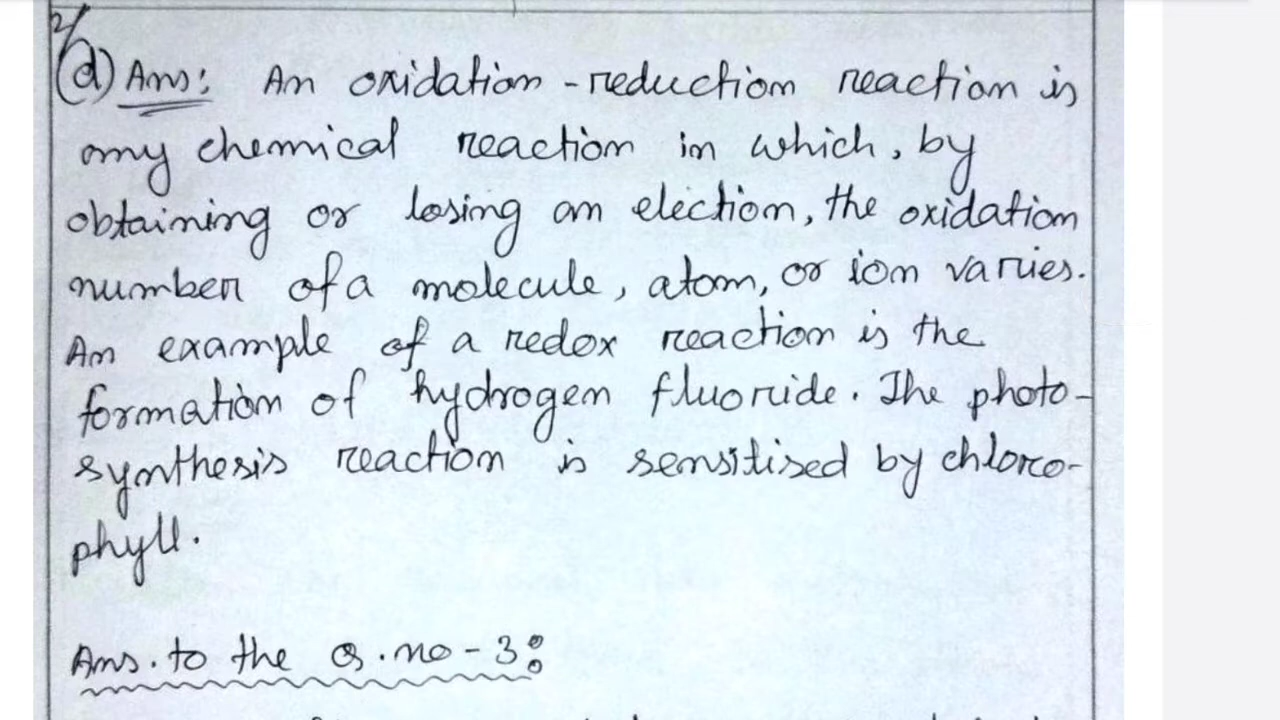 2/
(d) Ans: An oxidation-reduction reaction is
any chemical reaction in which, by
obtaining or losing an election, the oxidation
number of a molecule, atom, or ion varies.
An example of a redox reaction is the
formation of hydrogen fluoride. The photo-
synthesis reaction is sensitised by chloro-
phyll.
Ans. to the Q. no - 3: